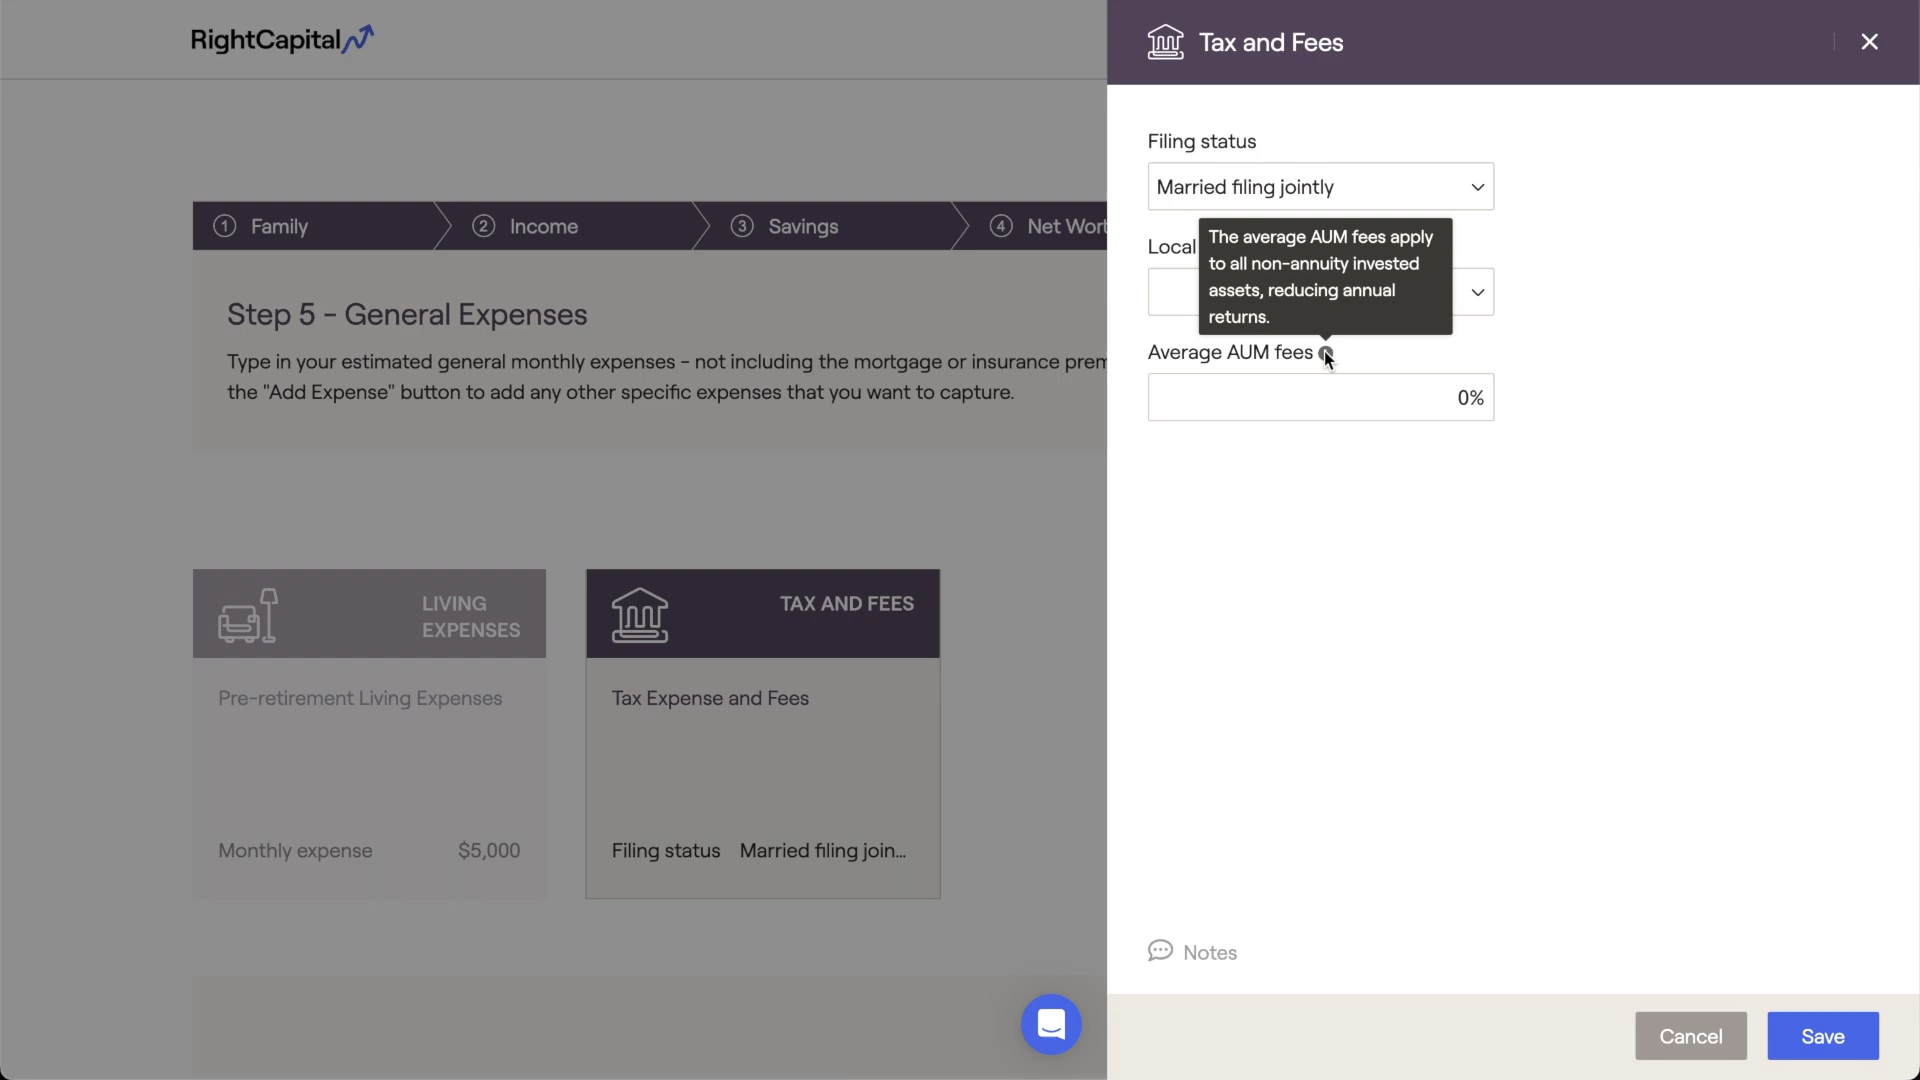 RightCapital
1 Family
2 Income
3 Savings
4 Net Wort
Step 5 - General Expenses
Type in your estimated general monthly expenses - not including the mortgage or insurance prem
the "Add Expense" button to add any other specific expenses that you want to capture.
LIVING
EXPENSES
Pre-retirement Living Expenses
Monthly expense $5,000
TAX AND FEES
Tax Expense and Fees
Filing status Married filing join...
Tax and Fees
Filing status
Married filing jointly
Local
The average AUM fees apply
to all non-annuity invested
assets, reducing annual
returns.
Average AUM fees
0%
Notes
Cancel
Save